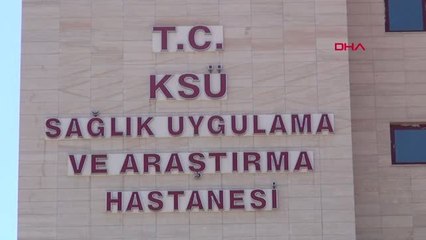 T.C.
DHA
KSÜ
SAĞLIK UYGULAMA
VE ARAŞTIRMA
HASTANESİ